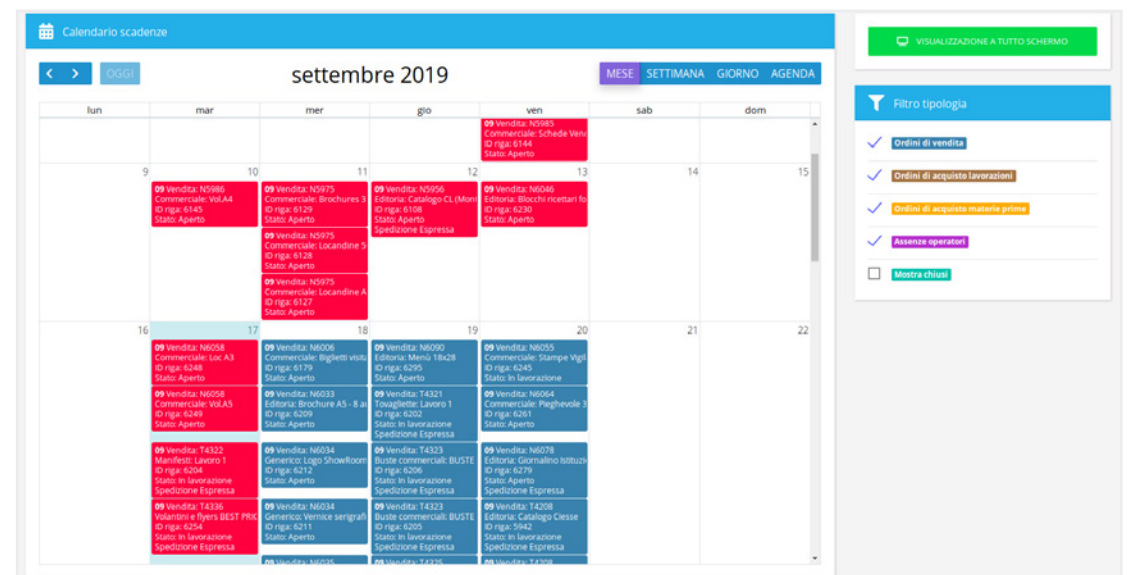 Calendario scadenze
OGGI
settembre 2019
MESE SETTIMANA GIORNO AGENDA
lun mar mer gio ven sab dom
09 Vendita: N5985
Commerciale: Schede Ven
ID riga: 6144
Stato: Aperto
9 10 11 12 13 14 15
09 Vendita: N5986
Commerciale: Vol.A4
ID riga: 6145
Stato: Aperto
09 Vendita: N5975
Commerciale: Brochures 3
ID riga: 6129
Stato: Aperto
09 Vendita: N5975
Commerciale: Locandine 5
ID riga: 6128
Stato: Aperto
09 Vendita: N5975
Commerciale: Locandine A
ID riga: 6127
Stato: Aperto
09 Vendita: N5956
Editoria: Catalogo CL (Mon
ID riga: 6108
Stato: Aperto
Spedizione Espressa
09 Vendita: N6046
Editoria: Blocchi ricettari fo
ID riga: 6230
Stato: Aperto
16 17 18 19 20 21 22
09 Vendita: N6058
Commerciale: Loc A3
ID riga: 6248
Stato: Aperto
09 Vendita: N6058
Commerciale: Vol.A5
ID riga: 6249
Stato: Aperto
09 Vendita: T4322
Manifesti: Lavoro 1
ID riga: 6204
Stato: In lavorazione
Spedizione Espressa
09 Vendita: T4336
Volantini e flyers BEST PRIC
ID riga: 6254
Stato: In lavorazione
Spedizione Espressa
09 Vendita: N6006
Commerciale: Biglietti visita
ID riga: 6179
Stato: Aperto
09 Vendita: N6033
Editoria: Brochure A5 - 8 a
ID riga: 6209
Stato: Aperto
09 Vendita: N6034
Generico: Logo ShowRoom
ID riga: 6212
Stato: Aperto
09 Vendita: N6034
Generico: Vernice serigrafi
ID riga: 6211
Stato: Aperto
09 Vendita: N6035
09 Vendita: N6090
Editoria: Menù 18x28
ID riga: 6295
Stato: Aperto
09 Vendita: T4321
Tovagliette: Lavoro 1
ID riga: 6202
Stato: In lavorazione
Spedizione Espressa
09 Vendita: T4323
Buste commerciali: BUSTE
ID riga: 6206
Stato: In lavorazione
Spedizione Espressa
09 Vendita: T4323
Buste commerciali: BUSTE
ID riga: 6205
Stato: In lavorazione
Spedizione Espressa
09 Vendita: T4325
09 Vendita: N6055
Commerciale: Stampe Vigil
ID riga: 6245
Stato: In lavorazione
09 Vendita: N6064
Commerciale: Pieghevole 3
ID riga: 6261
Stato: Aperto
09 Vendita: N6078
Editoria: Giornalino Istituzi
ID riga: 6279
Stato: Aperto
Spedizione Espressa
09 Vendita: T4208
Editoria: Catalogo Ciesse
ID riga: 5942
Stato: In lavorazione
Spedizione Espressa
09 Vendita: T4208
VISUALIZZAZIONE A TUTTO SCHERMO
Filtro tipologia
Ordini di vendita
Ordini di acquisto lavorazioni
Ordini di acquisto materie prime
Assenze operatori
Mostra chiusi